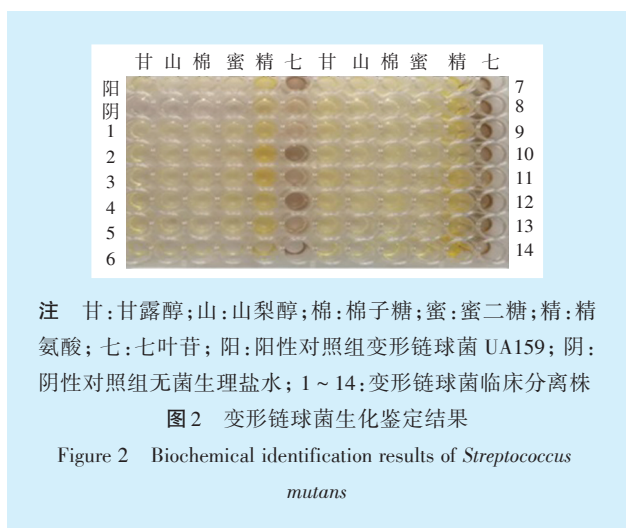 甘 山 棉 蜜 精 七 甘 山 棉 蜜 精 七
阳 7
阴 8
1 9
2 10
3 11
4 12
5 13
6 14
注 甘:甘露醇;山:山梨醇;棉:棉子糖;蜜:蜜二糖;精:精
氨酸;七:七叶苷;阳:阳性对照组变形链球菌 UA159;阴:
阴性对照组无菌生理盐水;1 ~ 14:变形链球菌临床分离株
图2 变形链球菌生化鉴定结果
Figure 2 Biochemical identification results of Streptococcus
mutans